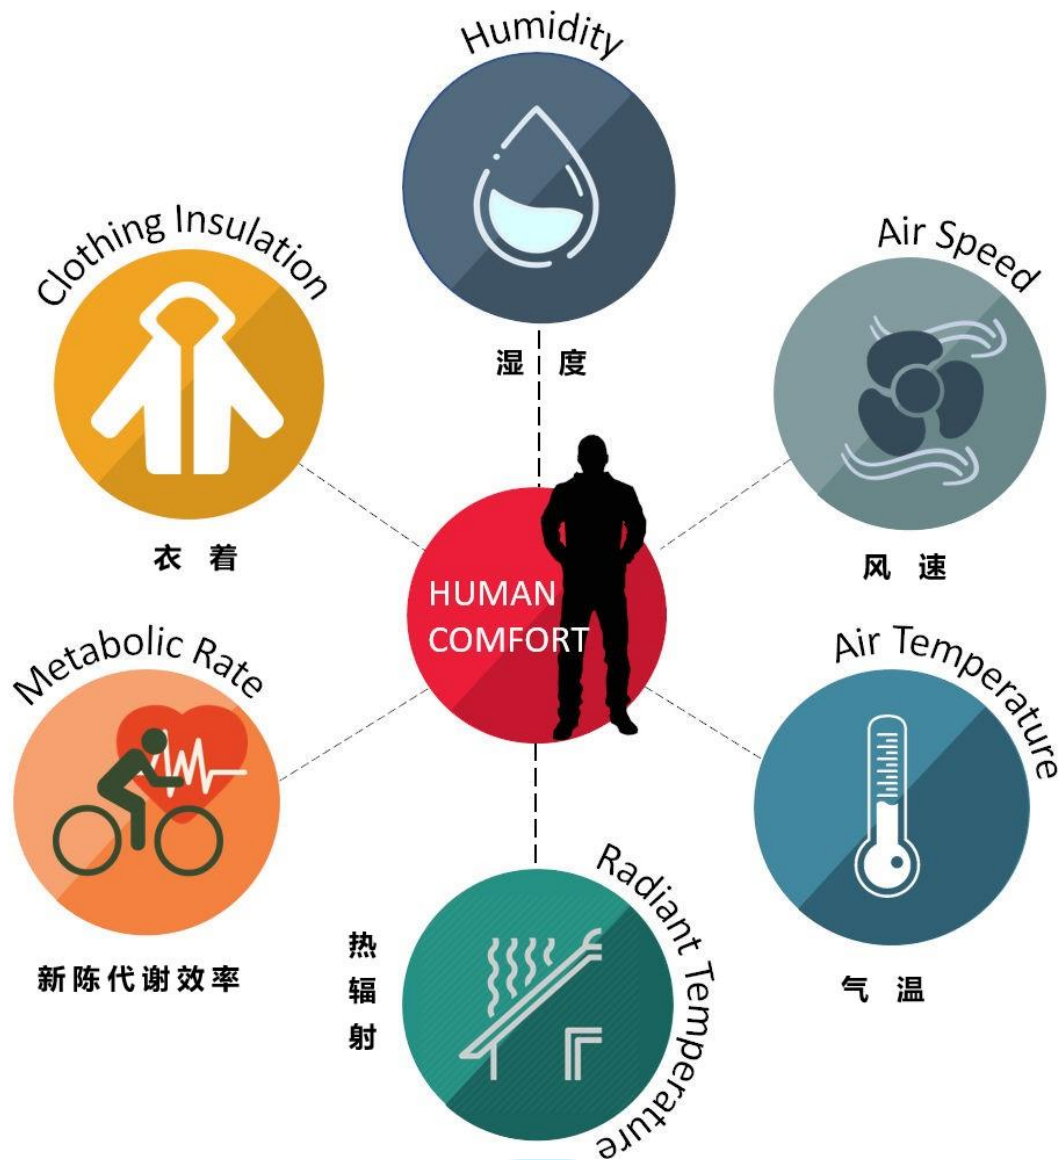 Humidity
湿 度
Clothing Insulation
衣 着
Air Speed
风 速
HUMAN
COMFORT
Metabolic Rate
新陈代谢效率
Air Temperature
气 温
热辐射
Radiant Temperature